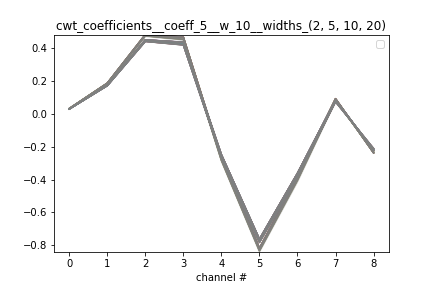 cwt_coefficients__coeff_5__w_10__widths_(2, 5, 10, 20)
0.4
0.2
0.0
−0.2
−0.4
−0.6
−0.8
0 1 2 3 4 5 6 7 8
channel #